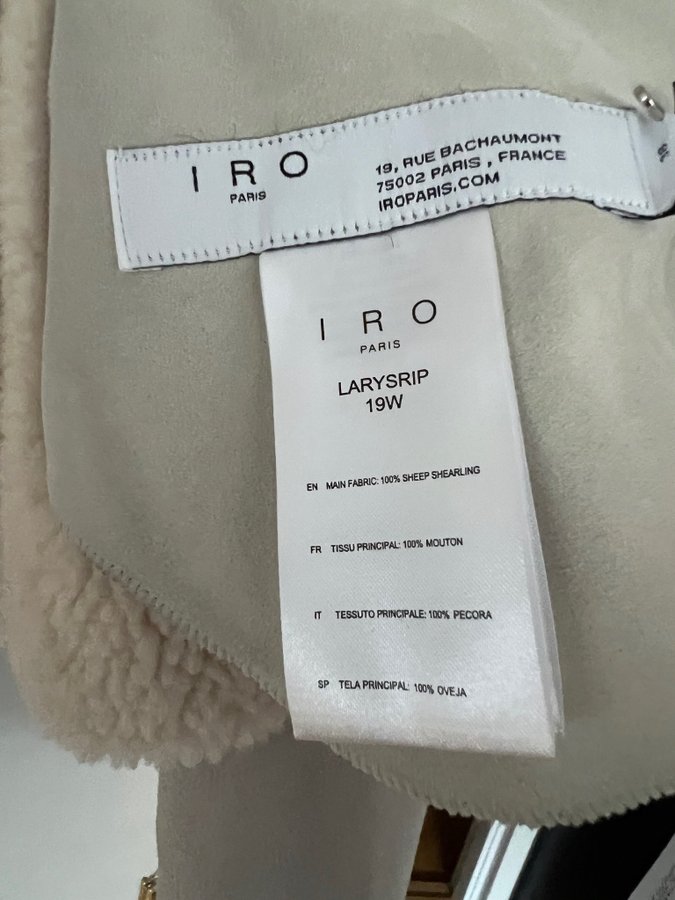 IRO
PARIS
19, RUE BACHAUMONT
75002 PARIS, FRANCE
IROPARIS.COM
IRO
PARIS
LARYSRIP
19W
EN MAIN FABRIC: 100% SHEEP SHEARLING
FR TISSU PRINCIPAL: 100% MOUTON
IT TESSUTO PRINCIPALE: 100% PECORA
SP TELA PRINCIPAL: 100% OVEJA